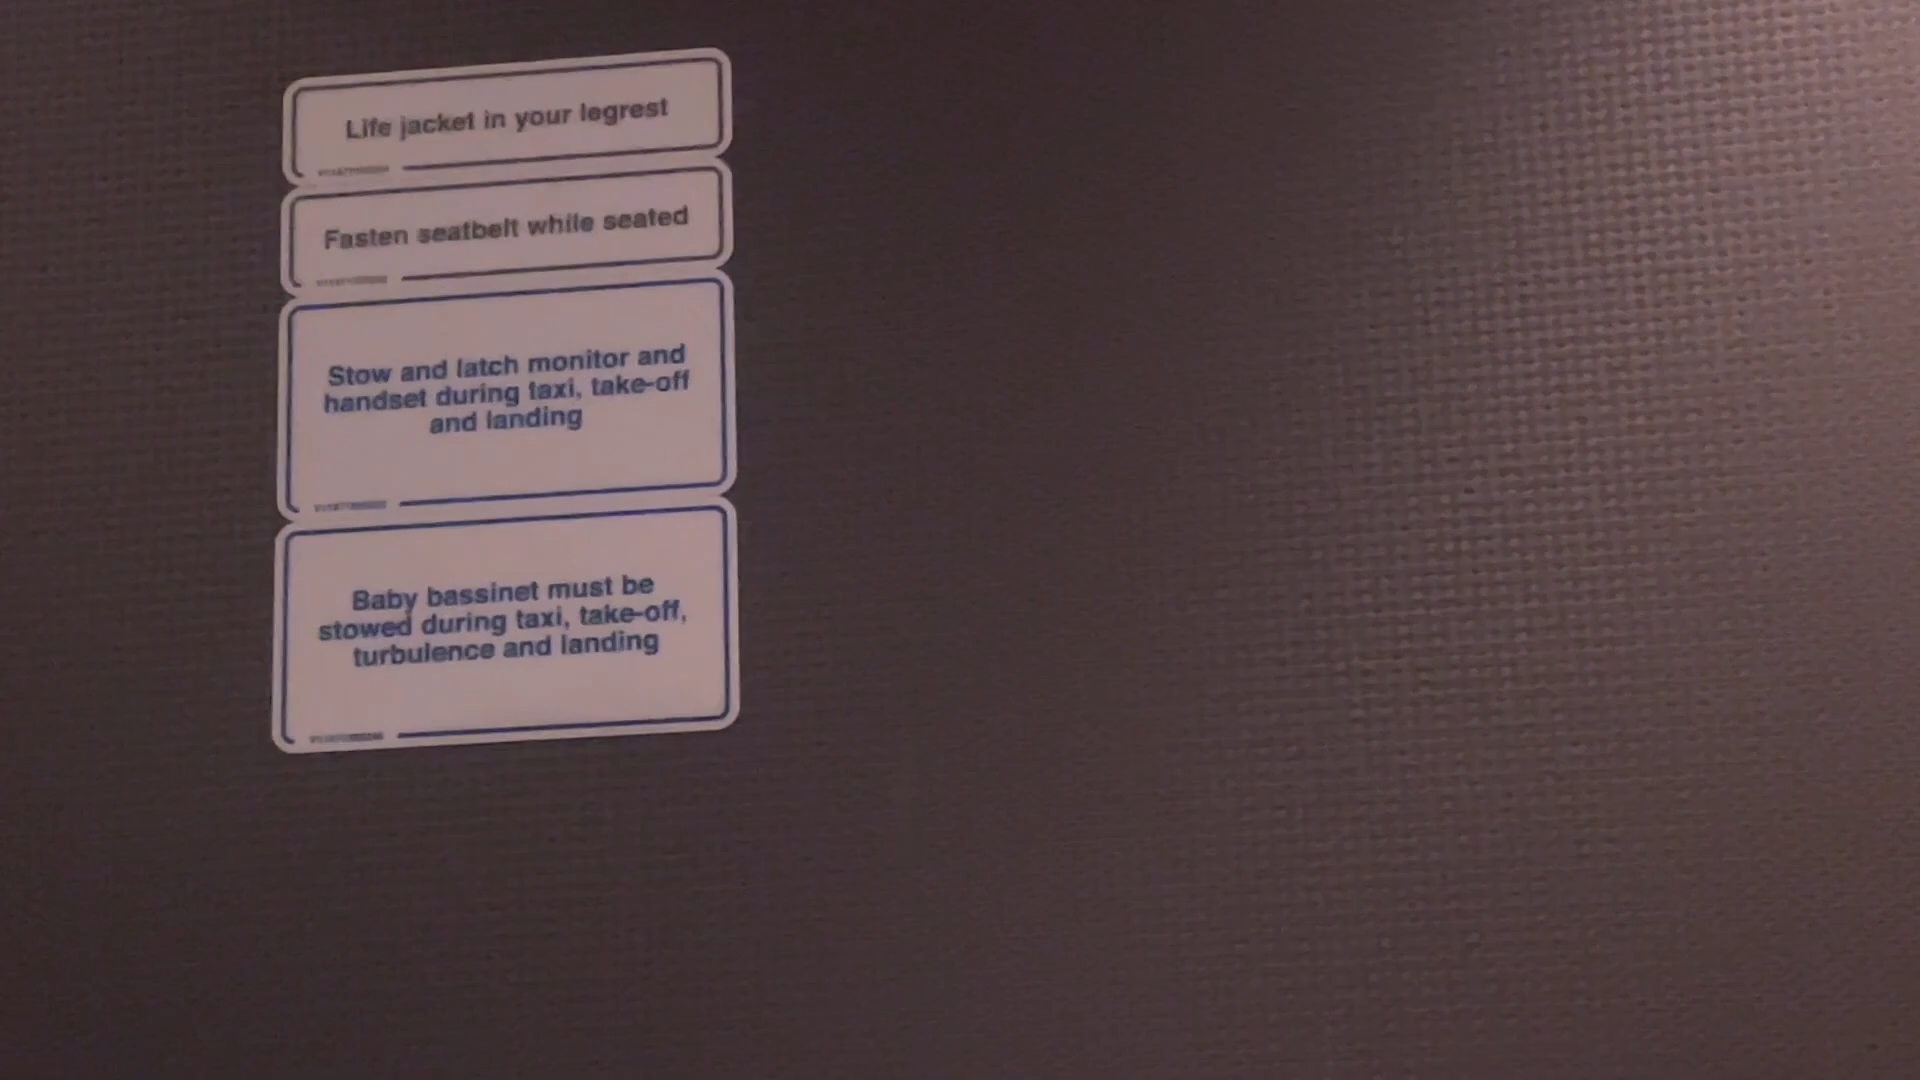 Life jacket in your legrest
Fasten seatbelt while seated
Stow and latch monitor and
handset during taxi, take-off
and landing
Baby bassinet must be
stowed during taxi, take-off,
turbulence and landing